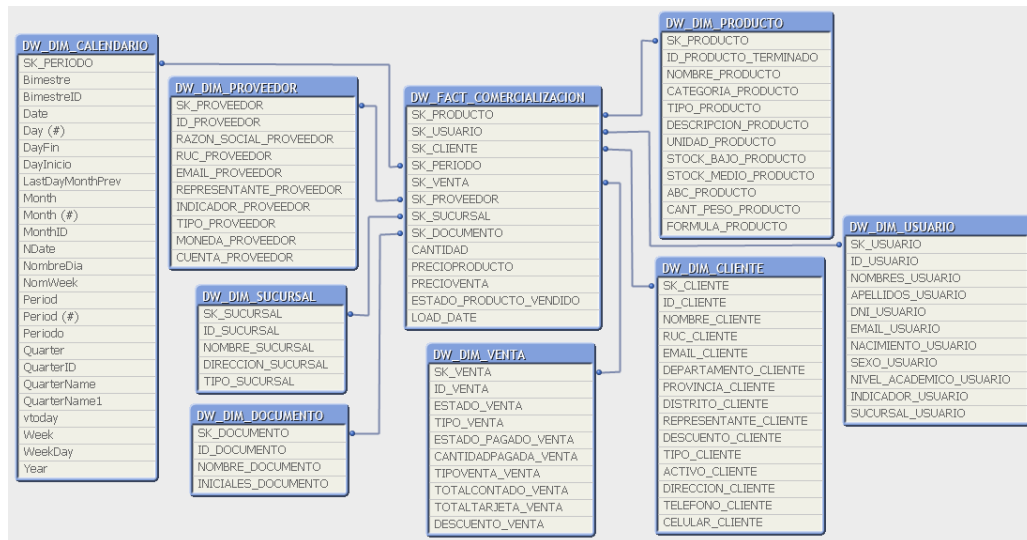 DW_DIM_CALENDARIO
SK_PERIODO
Bimestre
BimestreID
Date
Day (#)
DayFin
DayInicio
LastDayMonthPrev
Month
Month (#)
MonthID
NDate
NombreDia
NomWeek
Period
Period (#)
Periodo
Quarter
QuarterID
QuarterName
QuarterName1
vtoday
Week
WeekDay
Year
DW_DIM_PROVEEDOR
SK_PROVEEDOR
ID_PROVEEDOR
RAZON_SOCIAL_PROVEEDOR
RUC_PROVEEDOR
EMAIL_PROVEEDOR
REPRESENTANTE_PROVEEDOR
INDICADOR_PROVEEDOR
TIPO_PROVEEDOR
MONEDA_PROVEEDOR
CUENTA_PROVEEDOR
DW_DIM_SUCURSAL
SK_SUCURSAL
ID_SUCURSAL
NOMBRE_SUCURSAL
DIRECCION_SUCURSAL
TIPO_SUCURSAL
DW_DIM_DOCUMENTO
SK_DOCUMENTO
ID_DOCUMENTO
NOMBRE_DOCUMENTO
INICIALES_DOCUMENTO
DW_FACT_COMERCIALIZACION
SK_PRODUCTO
SK_USUARIO
SK_CLIENTE
SK_PERIODO
SK_VENTA
SK_PROVEEDOR
SK_SUCURSAL
SK_DOCUMENTO
CANTIDAD
PRECIOPRODUCTO
PRECIOVENTA
ESTADO_PRODUCTO_VENDIDO
LOAD_DATE
DW_DIM_VENTA
SK_VENTA
ID_VENTA
ESTADO_VENTA
TIPO_VENTA
ESTADO_PAGADO_VENTA
CANTIDADPAGADA_VENTA
TIPOVENTA_VENTA
TOTALCONTADO_VENTA
TOTALTARJETA_VENTA
DESCUENTO_VENTA
DW_DIM_PRODUCTO
SK_PRODUCTO
ID_PRODUCTO_TERMINADO
NOMBRE_PRODUCTO
CATEGORIA_PRODUCTO
TIPO_PRODUCTO
DESCRIPCION_PRODUCTO
UNIDAD_PRODUCTO
STOCK_BAJO_PRODUCTO
STOCK_MEDIO_PRODUCTO
ABC_PRODUCTO
CANT_PESO_PRODUCTO
FORMULA_PRODUCTO
DW_DIM_CLIENTE
SK_CLIENTE
ID_CLIENTE
NOMBRE_CLIENTE
RUC_CLIENTE
EMAIL_CLIENTE
DEPARTAMENTO_CLIENTE
PROVINCIA_CLIENTE
DISTRITO_CLIENTE
REPRESENTANTE_CLIENTE
DESCUENTO_CLIENTE
TIPO_CLIENTE
ACTIVO_CLIENTE
DIRECCION_CLIENTE
TELEFONO_CLIENTE
CELULAR_CLIENTE
DW_DIM_USUARIO
SK_USUARIO
ID_USUARIO
NOMBRES_USUARIO
APELLIDOS_USUARIO
DNI_USUARIO
EMAIL_USUARIO
NACIMIENTO_USUARIO
SEXO_USUARIO
NIVEL_ACADEMICO_USUARIO
INDICADOR_USUARIO
SUCURSAL_USUARIO